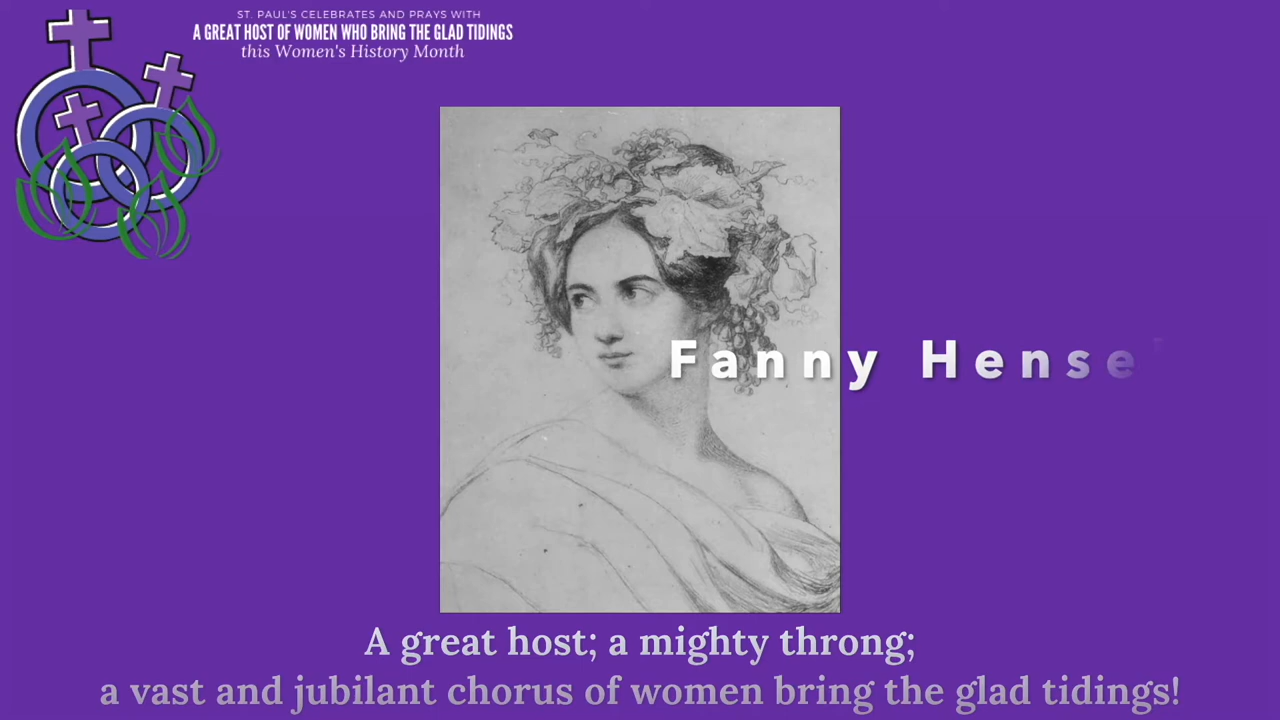 ST. PAUL'S CELEBRATES AND PRAYS WITH
A GREAT HOST OF WOMEN WHO BRING THE GLAD TIDINGS
this Women's History Month
Fanny Hensel
A great host; a mighty throng;
a vast and jubilant chorus of women bring the glad tidings!